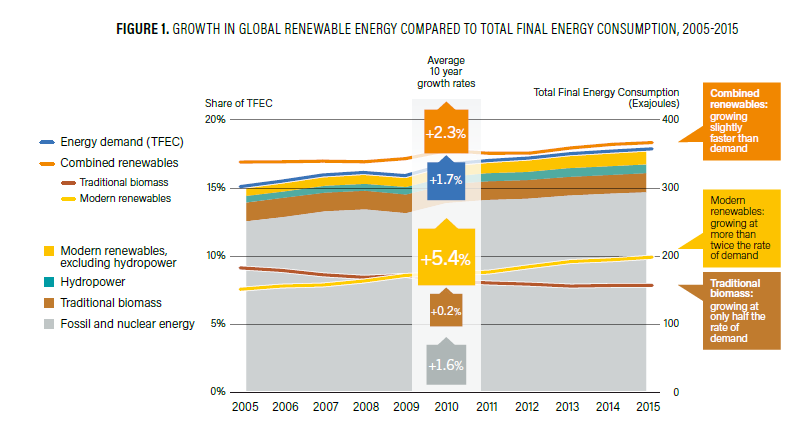 FIGURE 1. GROWTH IN GLOBAL RENEWABLE ENERGY COMPARED TO TOTAL FINAL ENERGY CONSUMPTION, 2005-2015
Average
10 year
growth rates
Share of TFEC
Total Final Energy Consumption
(Exajoules)
20%
15%
10%
5%
0%
400
300
200
100
0
Energy demand (TFEC)
Combined renewables
Traditional biomass
Modern renewables
Modern renewables,
excluding hydropower
Hydropower
Traditional biomass
Fossil and nuclear energy
+2.3%
+1.7%
+5.4%
+0.2%
+1.6%
2005 2006 2007 2008 2009 2010 2011 2012 2013 2014 2015
Combined
renewables:
growing
slightly
faster than
demand
Modern
renewables:
growing at
more than
twice the rate
of demand
Traditional
biomass:
growing at
only half the
rate of
demand